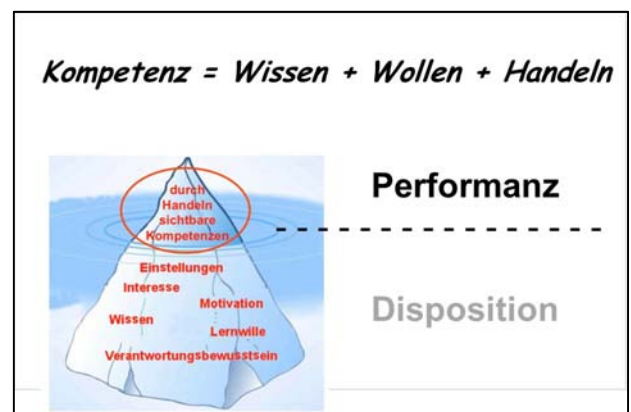 Kompetenz = Wissen + Wollen + Handeln
durch
Handeln
sichtbare
Kompetenzen
Einstellungen
Interesse
Motivation
Wissen
Lernwille
Verantwortungsbewusstsein
Performanz
Disposition